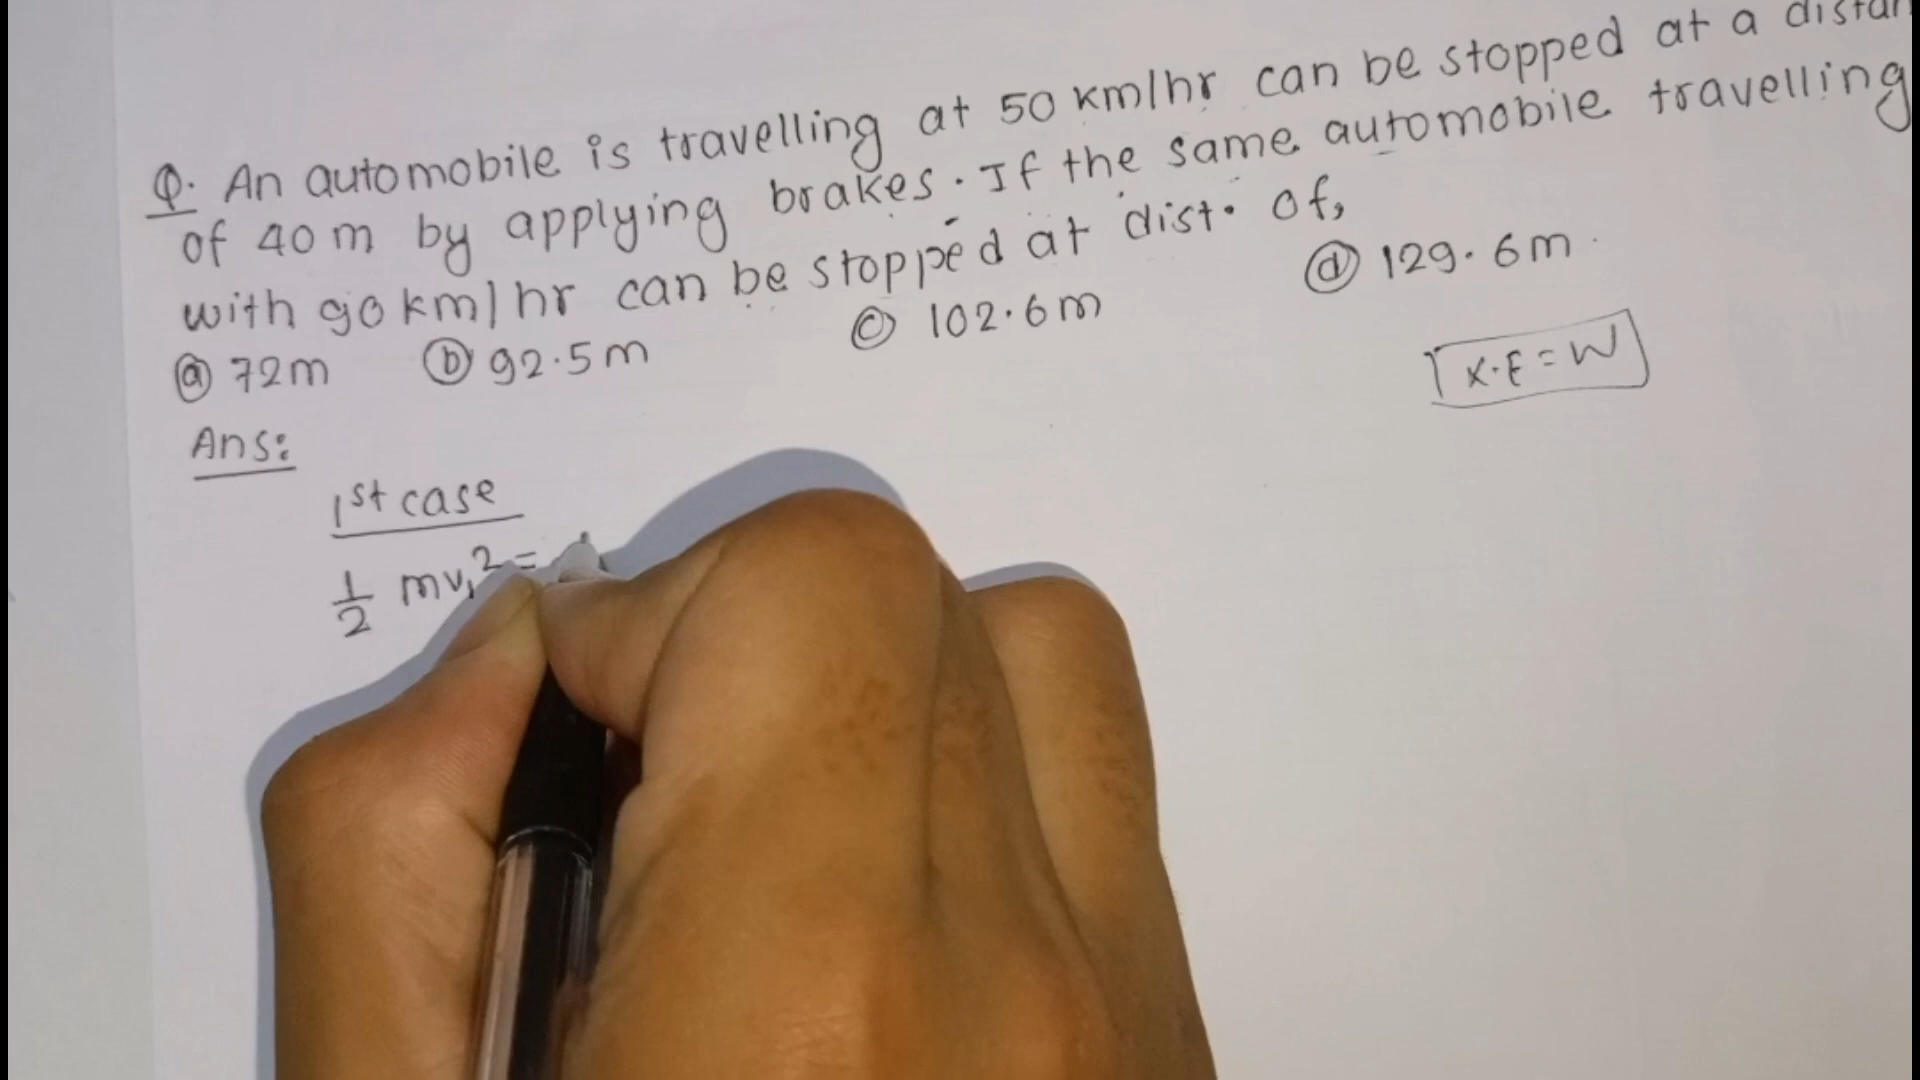 Q. An automobile is travelling at 50 km/hr can be stopped at a
of 40 m by applying brakes. If the same automobile travelling
with 90 km/hr can be stopped at dist. of,
(a) 72m (b) 92.5m (c) 102.6m (d) 129.6m
K.E = W
Ans:
1st case
1/2 mv₁² =